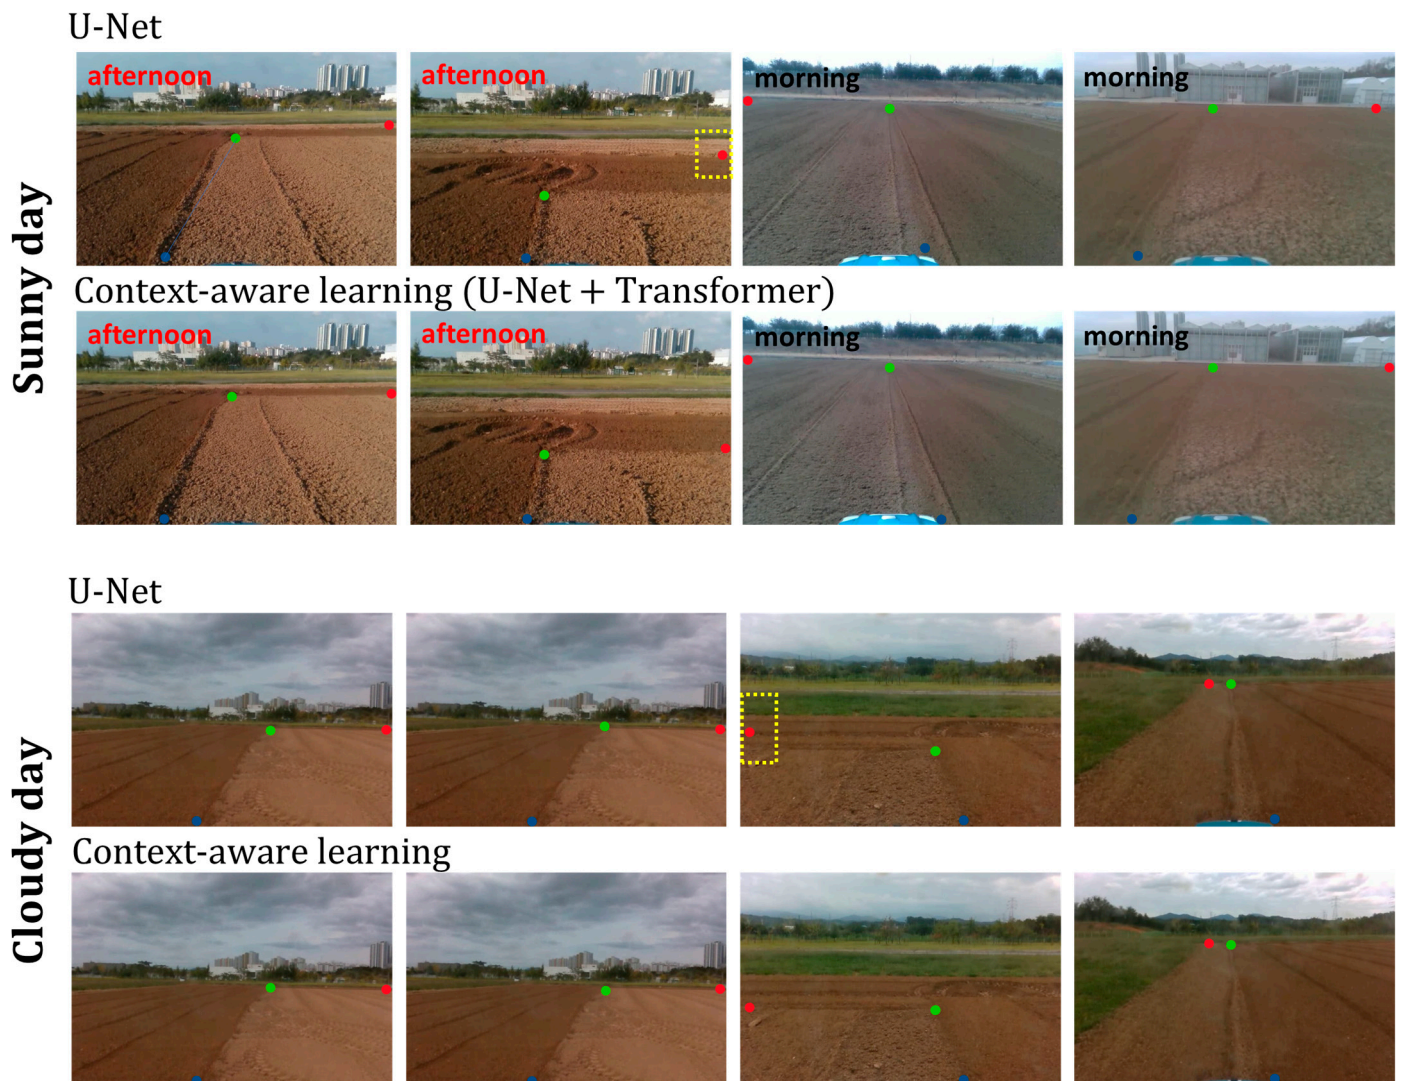 U-Net
afternoon
afternoon
morning
morning
Sunny day
Context-aware learning (U-Net + Transformer)
afternoon
afternoon
morning
morning
U-Net
Cloudy day
Context-aware learning